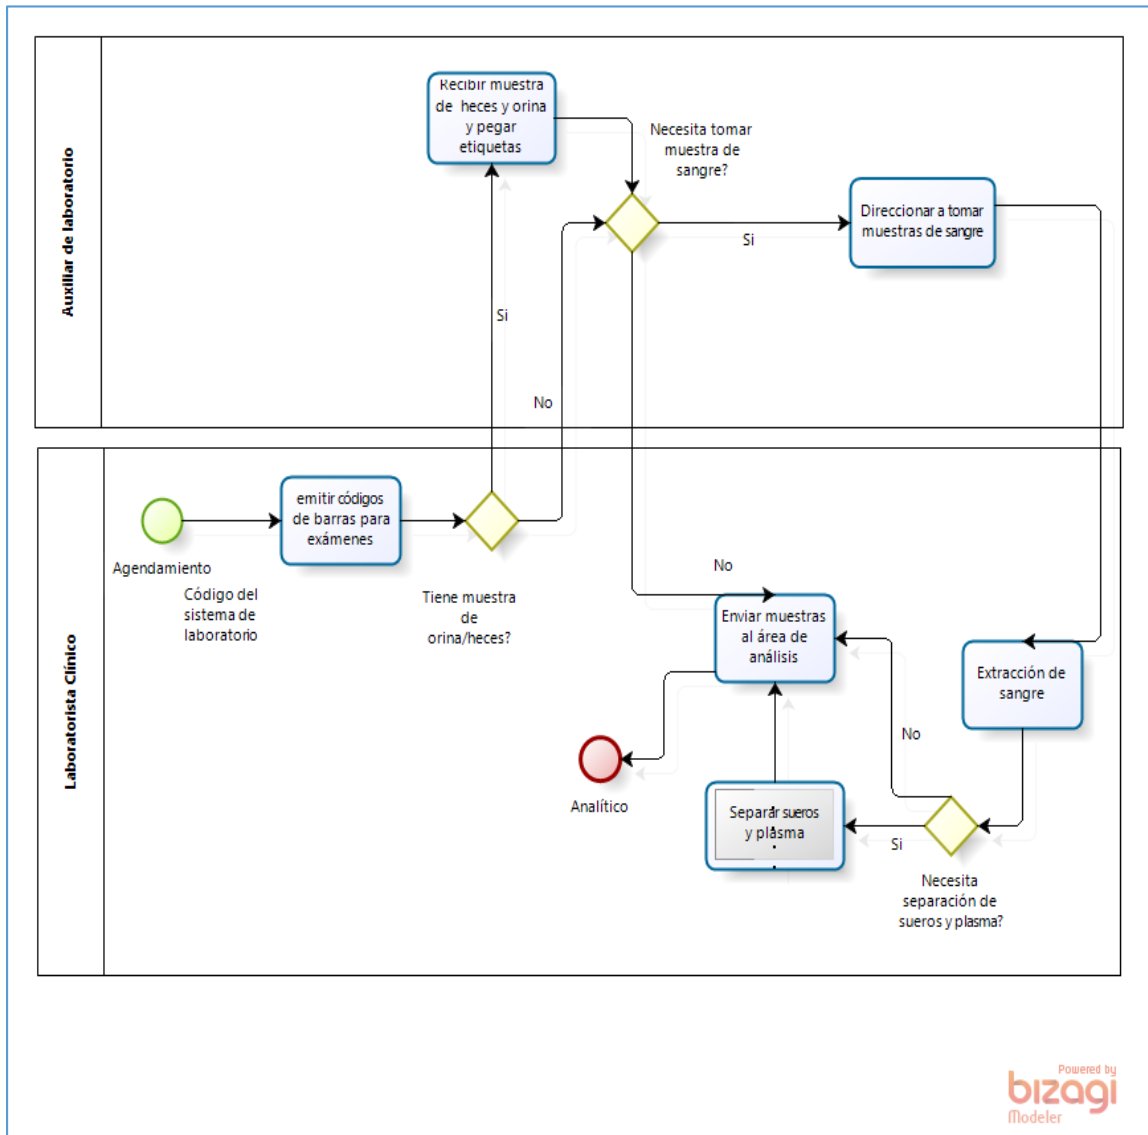 Auxiliar de laboratorio
Recibir muestra
de heces y orina
y pegar
etiquetas
Necesita tomar
muestra de
sangre?
Si
Direccionar a tomar
muestras de sangre
Si
No
Laboratorista Clínico
Agendamiento
Código del
sistema de
laboratorio
emitir códigos
de barras para
exámenes
Tiene muestra
de
orina/heces?
No
Enviar muestras
al área de
análisis
Extracción de
sangre
No
Analítico
Separar sueros
y plasma
Si
Necesita
separación de
sueros y plasma?
Powered by
bizagi
Modeler